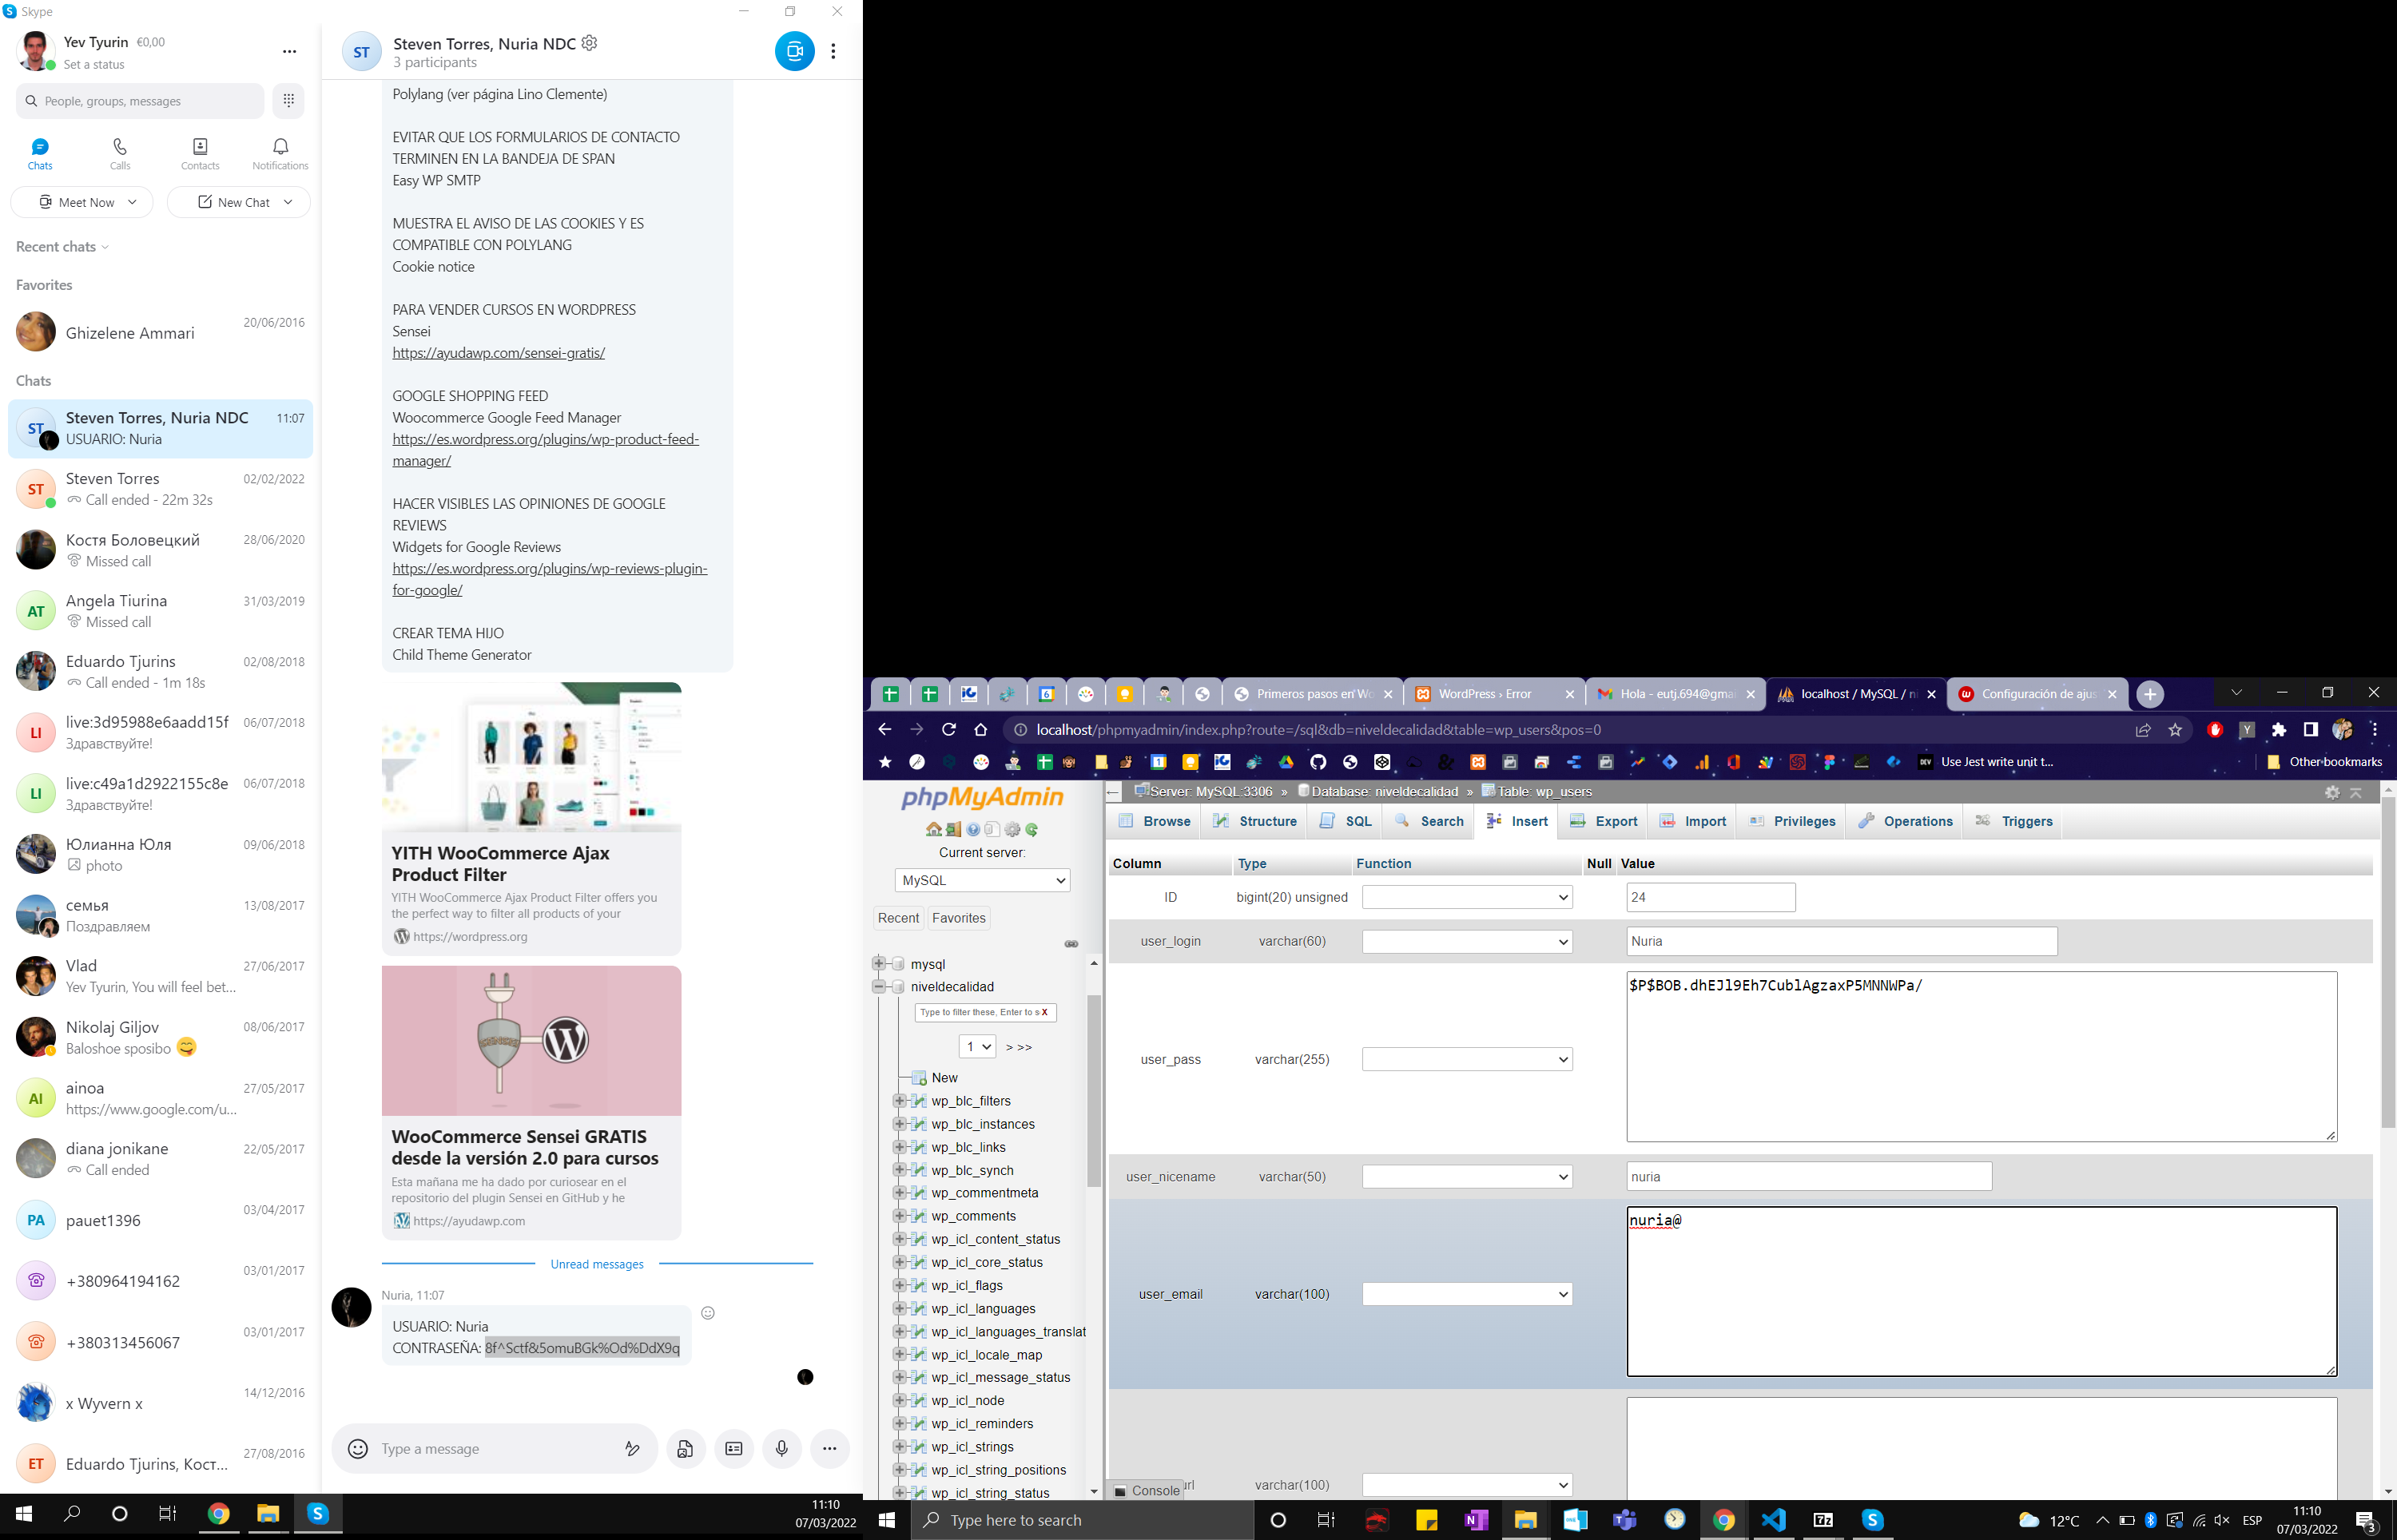 Skype
Yev Tyurin €0,00
Set a status
People, groups, messages
Chats
Calls
Contacts
Notifications
Meet Now
New Chat
Recent chats
Favorites
Ghizelene Ammari
20/06/2016
Chats
ST
Steven Torres, Nuria NDC
11:07
USUARIO: Nuria
ST
Steven Torres
02/02/2022
Call ended - 22m 32s
Костя Боловецкий
28/06/2020
Missed call
AT
Angela Tiurina
31/03/2019
Missed call
Eduardo Tjurins
02/08/2018
Call ended - 1m 18s
LI
live:3d95988e6aadd15f
06/07/2018
Здравствуйте!
LI
live:c49a1d2922155c8e
06/07/2018
Здравствуйте!
Юлианна Юля
09/06/2018
photo
семья
13/08/2017
Поздравляем
Vlad
27/06/2017
Yev Tyurin, You will feel bet...
Nikolaj Giljov
08/06/2017
Baloshoe sposibo
AI
ainoa
27/05/2017
https://www.google.com/u...
diana jonikane
22/05/2017
Call ended
PA
pauet1396
03/04/2017
+380964194162
03/01/2017
+380313456067
03/01/2017
x Wyvern x
14/12/2016
ET
Eduardo Tjurins, Кост...
27/08/2016
ST
Steven Torres, Nuria NDC
3 participants
Polylang (ver página Lino Clemente)
EVITAR QUE LOS FORMULARIOS DE CONTACTO
TERMINEN EN LA BANDEJA DE SPAN
Easy WP SMTP
MUESTRA EL AVISO DE LAS COOKIES Y ES
COMPATIBLE CON POLYLANG
Cookie notice
PARA VENDER CURSOS EN WORDPRESS
Sensei
https://ayudawp.com/sensei-gratis/
GOOGLE SHOPPING FEED
Woocommerce Google Feed Manager
https://es.wordpress.org/plugins/wp-product-feed-
manager/
HACER VISIBLES LAS OPINIONES DE GOOGLE
REVIEWS
Widgets for Google Reviews
https://es.wordpress.org/plugins/wp-reviews-plugin-
for-google/
CREAR TEMA HIJO
Child Theme Generator
YITH WooCommerce Ajax
Product Filter
YITH WooCommerce Ajax Product Filter offers you
the perfect way to filter all products of your
https://wordpress.org
WooCommerce Sensei GRATIS
desde la versión 2.0 para cursos
Esta mañana me ha dado por curiosear en el
repositorio del plugin Sensei en GitHub y he
https://ayudawp.com
Unread messages
Nuria, 11:07
USUARIO: Nuria
CONTRASEÑA: 8f^Sctf&5omuBGk%Od%DdX9q
Type a message
11:10
07/03/2022
Primeros pasos en Wo
WordPress › Error
Hola - eutj.694@gmai
localhost / MySQL / n
Configuración de ajus
localhost/phpmyadmin/index.php?route=/sql&db=niveldecalidad&table=wp_users&pos=0
Use Jest write unit t...
Other bookmarks
phpMyAdmin
Current server:
MySQL
Recent
Favorites
mysql
niveldecalidad
Type to filter these, Enter to s X
1
> >>
New
wp_blc_filters
wp_blc_instances
wp_blc_links
wp_blc_synch
wp_commentmeta
wp_comments
wp_icl_content_status
wp_icl_core_status
wp_icl_flags
wp_icl_languages
wp_icl_languages_translat
wp_icl_locale_map
wp_icl_message_status
wp_icl_node
wp_icl_reminders
wp_icl_strings
wp_icl_string_positions
wp_icl_string_status
Server: MySQL:3306 » Database: niveldecalidad » Table: wp_users
Browse
Structure
SQL
Search
Insert
Export
Import
Privileges
Operations
Triggers
Column Type Function Null Value
ID bigint(20) unsigned 24
user_login varchar(60) Nuria
user_pass varchar(255) $P$BOB.dhEJl9Eh7CublAgzaxP5MNNWPa/
user_nicename varchar(50) nuria
user_email varchar(100) nuria@
url varchar(100)
Console
Type here to search
12°C
ESP
11:10
07/03/2022
3